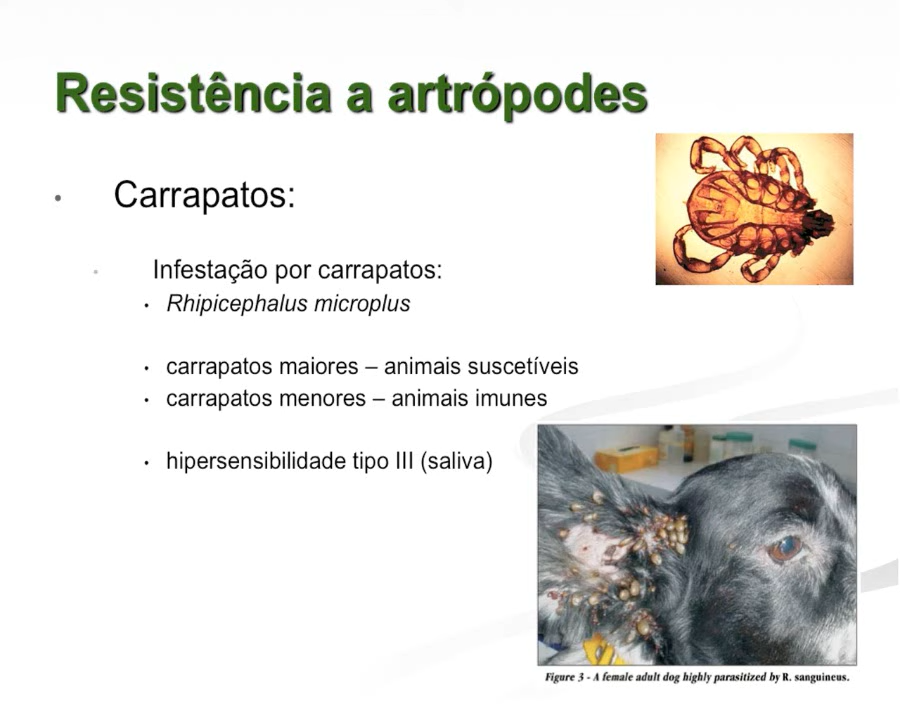 Resistência a artrópodes
• Carrapatos:
• Infestação por carrapatos:
• Rhipicephalus microplus
• carrapatos maiores – animais suscetíveis
• carrapatos menores – animais imunes
• hipersensibilidade tipo III (saliva)
Figure 3 - A female adult dog highly parasitized by R. sanguineus.